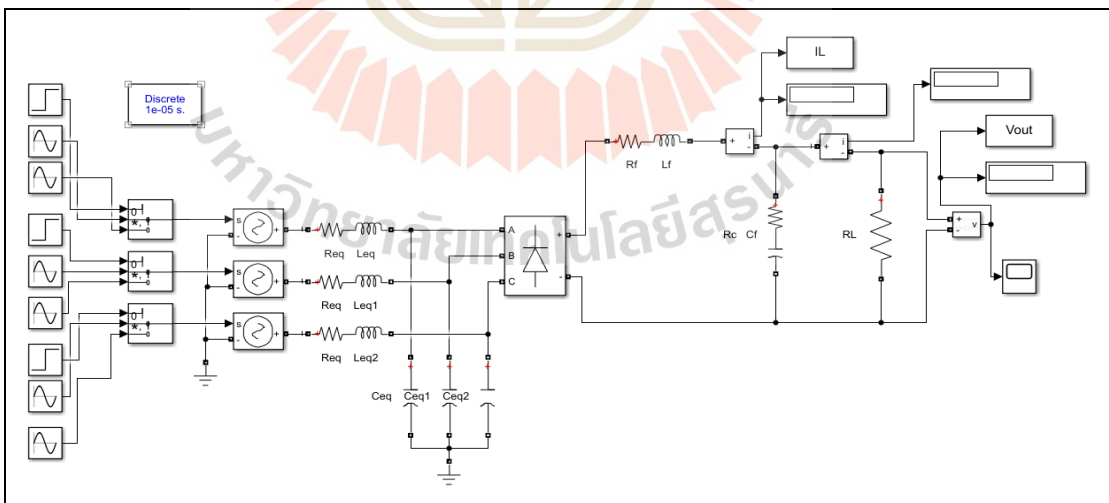 IL
Discrete
1e-05 s.
i
+
-
i
+
-
Vout
Rf
Lf
มหาวิทยาลัยเทคโนโลยีสุรนารี
s
-
+
Req
Leq
A
B
C
+
-
Rc
Cf
RL
+
-
v
s
-
+
Req
Leq1
s
-
+
Req
Leq2
Ceq
Ceq1
Ceq2